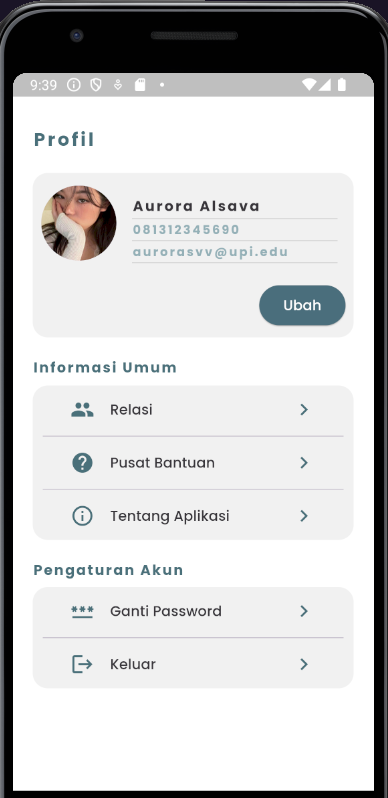 9:39
Profil
Aurora Alsava
081312345690
aurorasvv@upi.edu
Ubah
Informasi Umum
Relasi
Pusat Bantuan
Tentang Aplikasi
Pengaturan Akun
Ganti Password
Keluar